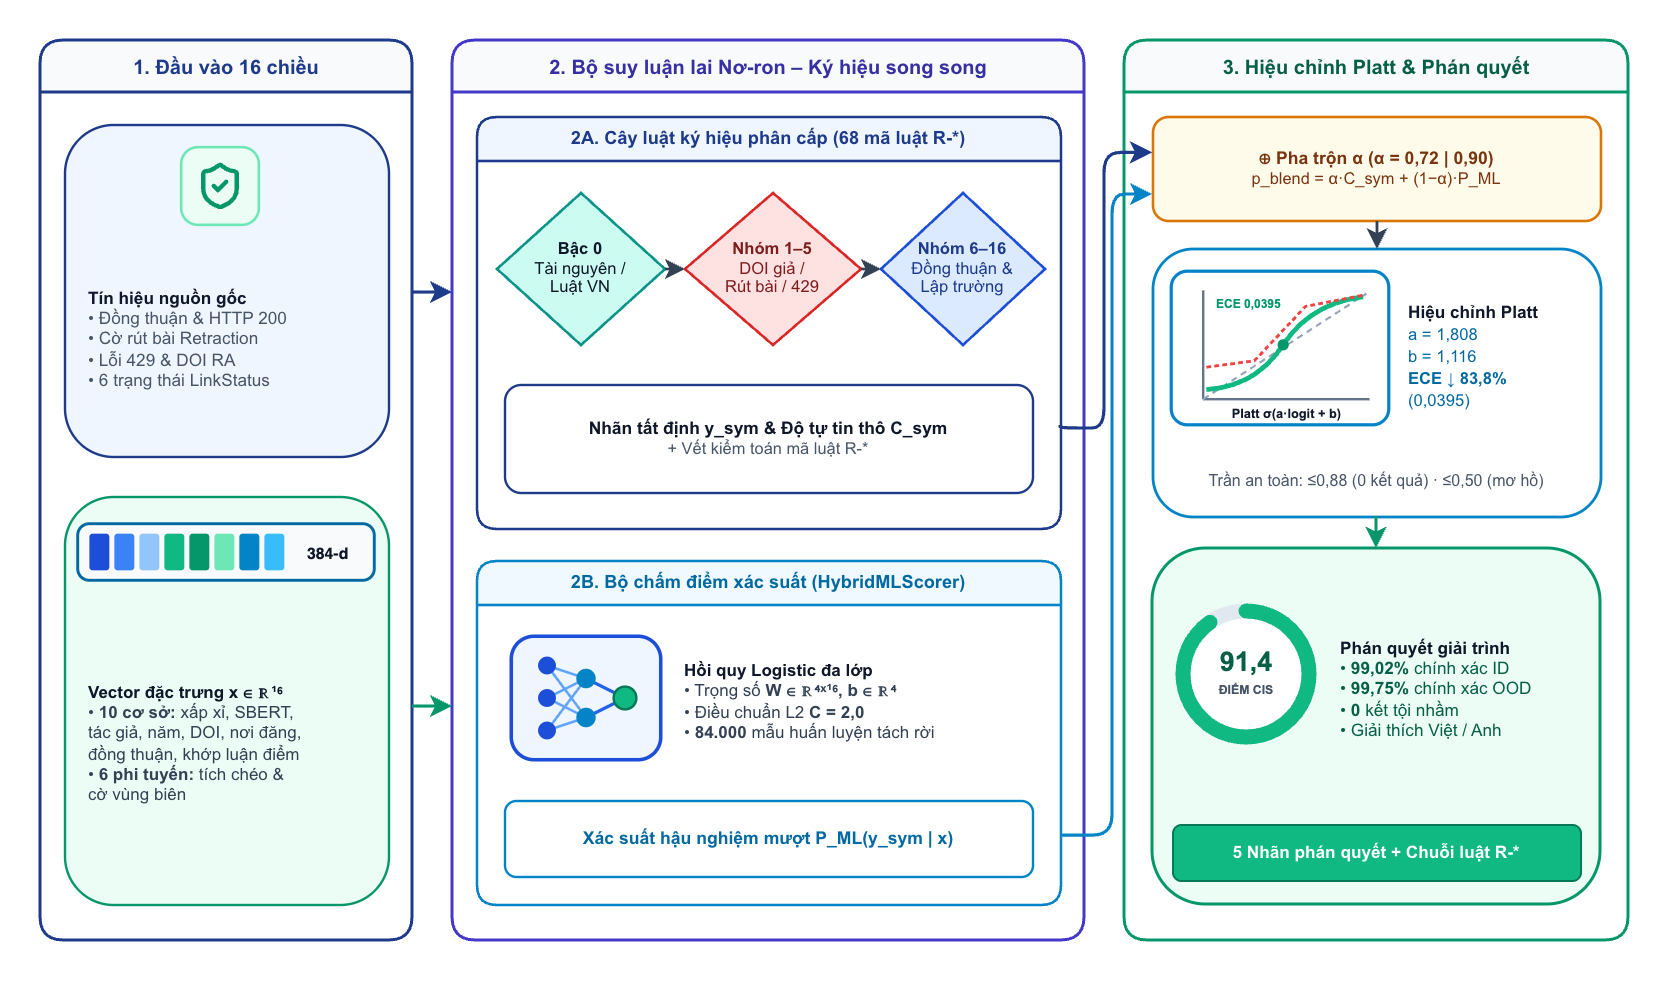 1. Đầu vào 16 chiều
Tín hiệu nguồn gốc
• Đồng thuận & HTTP 200
• Cờ rút bài Retraction
• Lỗi 429 & DOI RA
• 6 trạng thái LinkStatus
384-d
Vector đặc trưng x ∈ ℝ¹⁶
• 10 cơ sở: xấp xỉ, SBERT,
tác giả, năm, DOI, nơi đăng,
đồng thuận, khớp luận điểm
• 6 phi tuyến: tích chéo &
cờ vùng biên
2. Bộ suy luận lai Nơ-ron – Ký hiệu song song
2A. Cây luật ký hiệu phân cấp (68 mã luật R-*)
Bậc 0
Tài nguyên /
Luật VN
Nhóm 1–5
DOI giả /
Rút bài / 429
Nhóm 6–16
Đồng thuận &
Lập trường
Nhãn tất định y_sym & Độ tự tin thô C_sym
+ Vết kiểm toán mã luật R-*
2B. Bộ chấm điểm xác suất (HybridMLScorer)
Hồi quy Logistic đa lớp
• Trọng số W ∈ ℝ⁴ˣ¹⁶, b ∈ ℝ⁴
• Điều chuẩn L2 C = 2,0
• 84.000 mẫu huấn luyện tách rời
Xác suất hậu nghiệm mượt P_ML(y_sym | x)
3. Hiệu chỉnh Platt & Phán quyết
⊕ Pha trộn α (α = 0,72 | 0,90)
p_blend = α·C_sym + (1−α)·P_ML
ECE 0,0395
Platt σ(a·logit + b)
Hiệu chỉnh Platt
a = 1,808
b = 1,116
ECE ↓ 83,8%
(0,0395)
Trần an toàn: ≤0,88 (0 kết quả) · ≤0,50 (mơ hồ)
91,4
ĐIỂM CIS
Phán quyết giải trình
• 99,02% chính xác ID
• 99,75% chính xác OOD
• 0 kết tội nhầm
• Giải thích Việt / Anh
5 Nhãn phán quyết + Chuỗi luật R-*